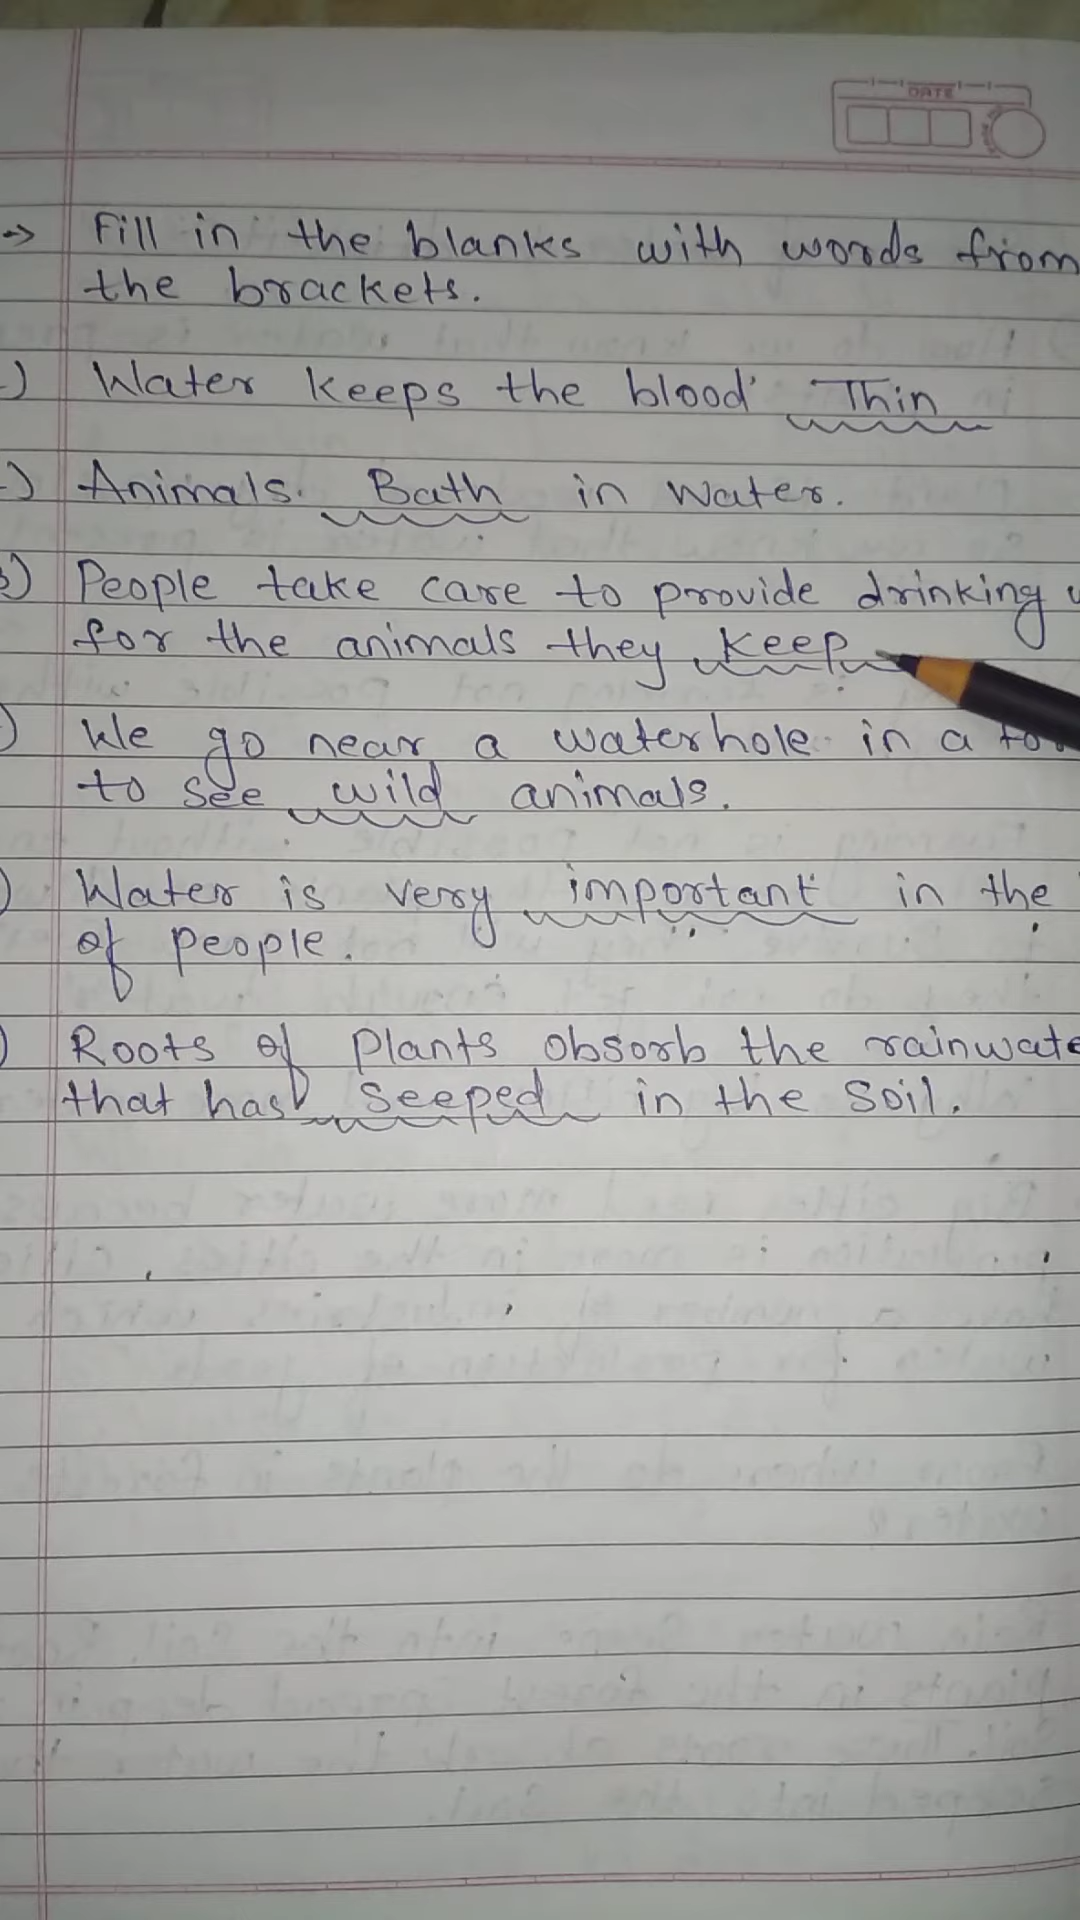 DATE
→ Fill in the blanks with words from
the brackets.
Water keeps the blood Thin
Animals. Bath in Water.
3) People take care to provide drinking
for the animals they keep
We go near a waterhole in a
to see wild animals.
Water is very important in the
of people.
Roots of Plants obsorb the rainwate
that has seeped in the soil.